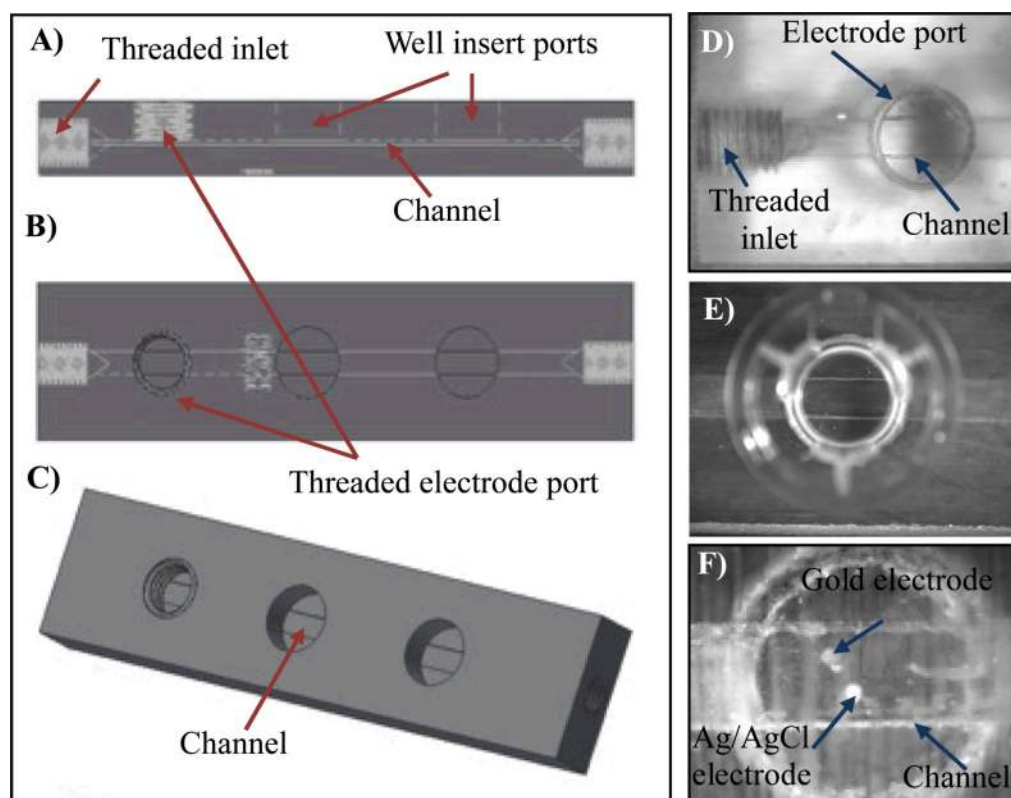 A)
Threaded inlet
Well insert ports
Channel
B)
Threaded electrode port
C)
Channel
D)
Electrode port
Threaded
inlet
Channel
E)
F)
Gold electrode
Ag/AgCl
electrode
Channel